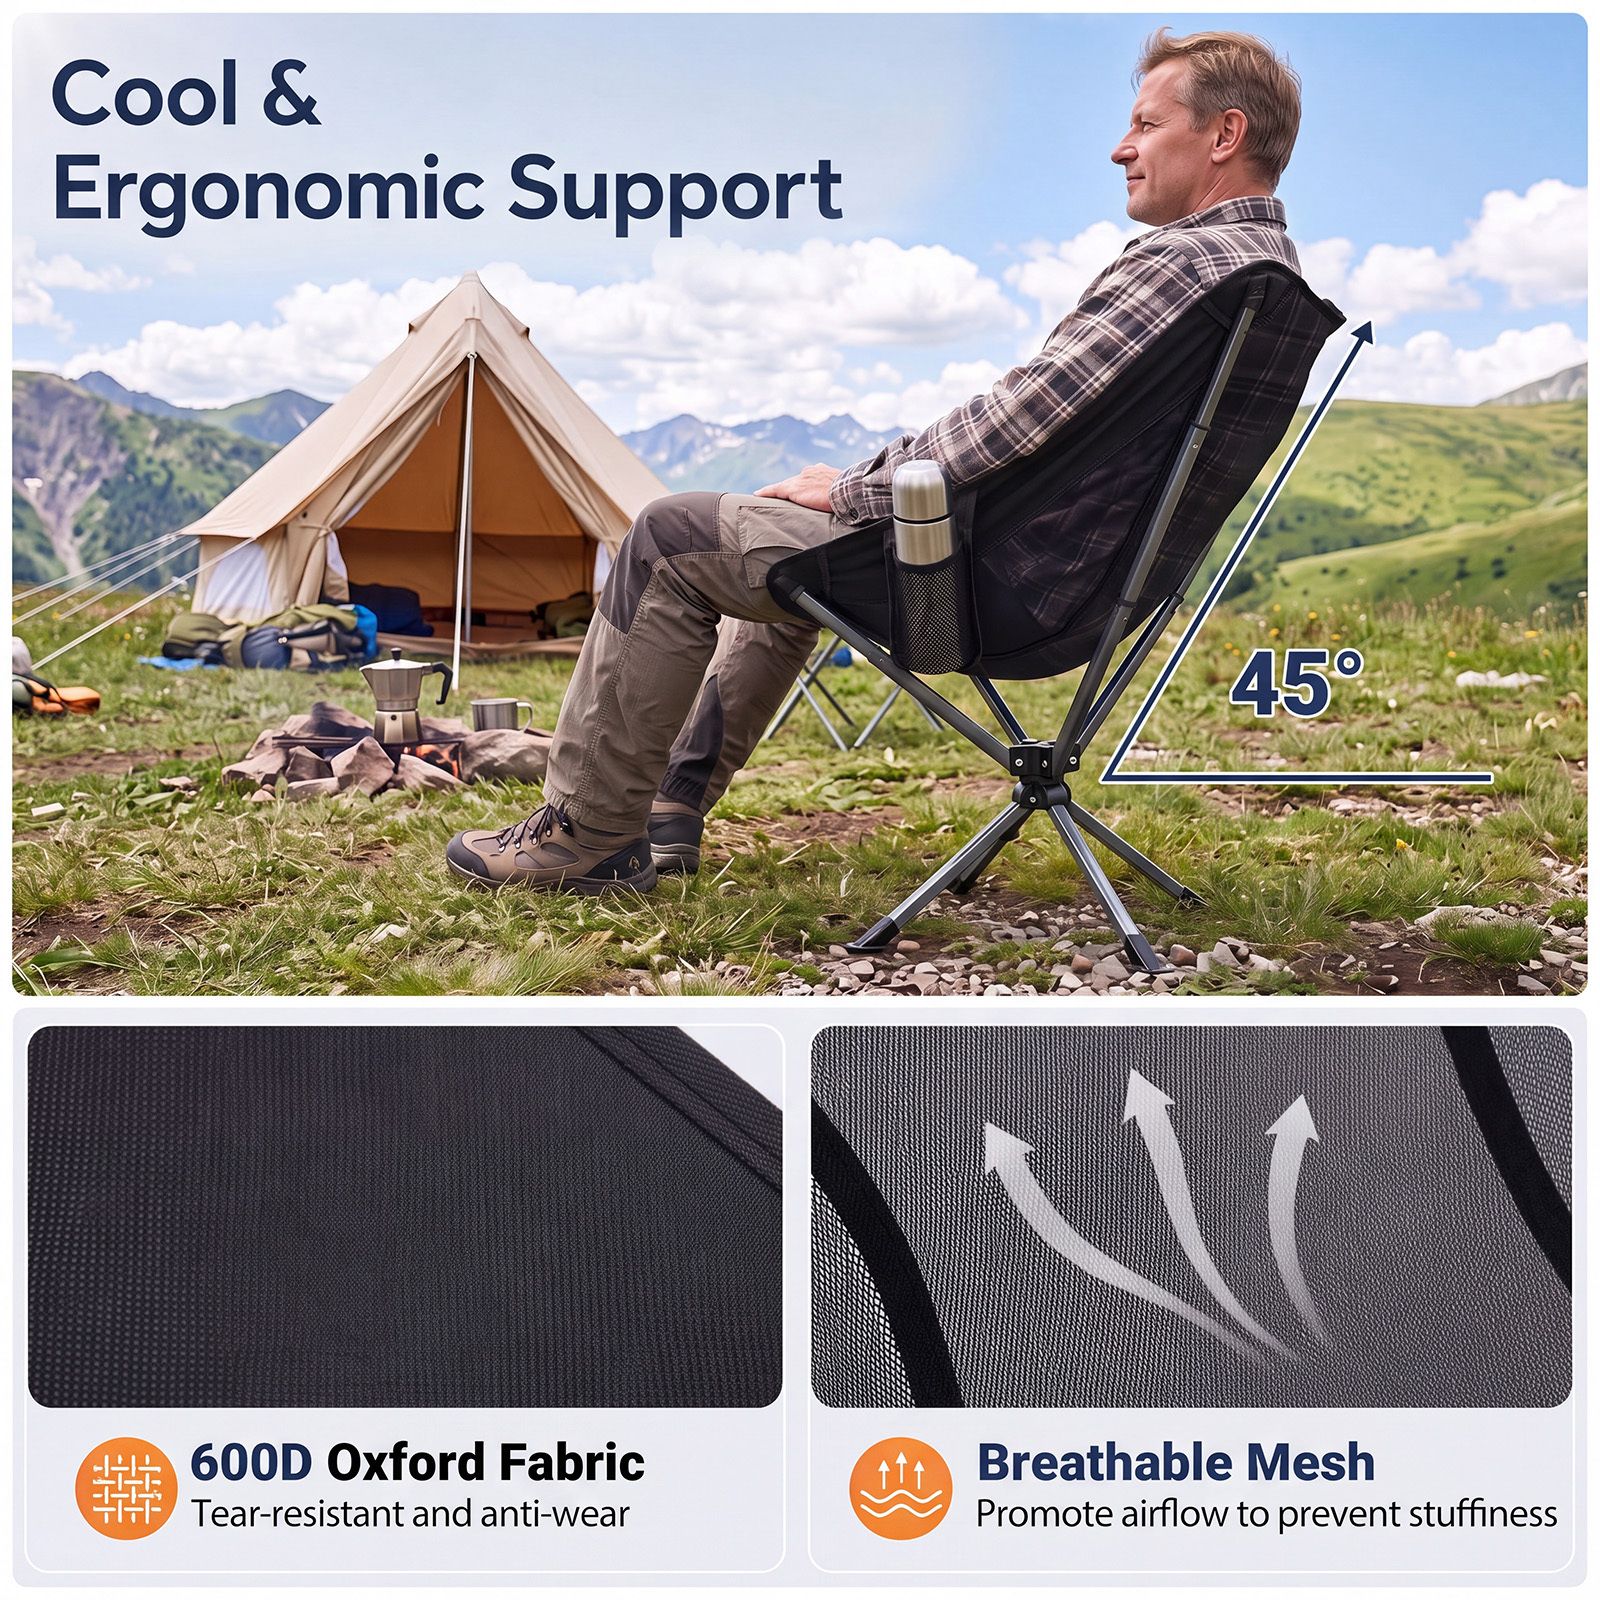 Cool &
Ergonomic Support
45°
600D Oxford Fabric
Tear-resistant and anti-wear
Breathable Mesh
Promote airflow to prevent stuffiness